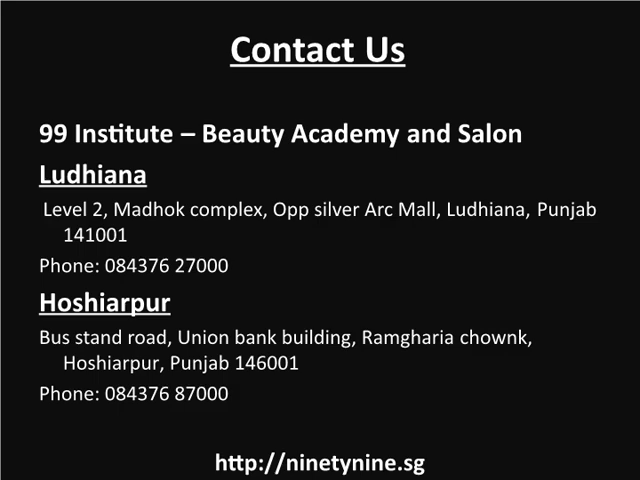 Contact Us
99 Institute – Beauty Academy and Salon
Ludhiana
Level 2, Madhok complex, Opp silver Arc Mall, Ludhiana, Punjab
141001
Phone: 084376 27000
Hoshiarpur
Bus stand road, Union bank building, Ramgharia chownk,
Hoshiarpur, Punjab 146001
Phone: 084376 87000
http://ninetynine.sg